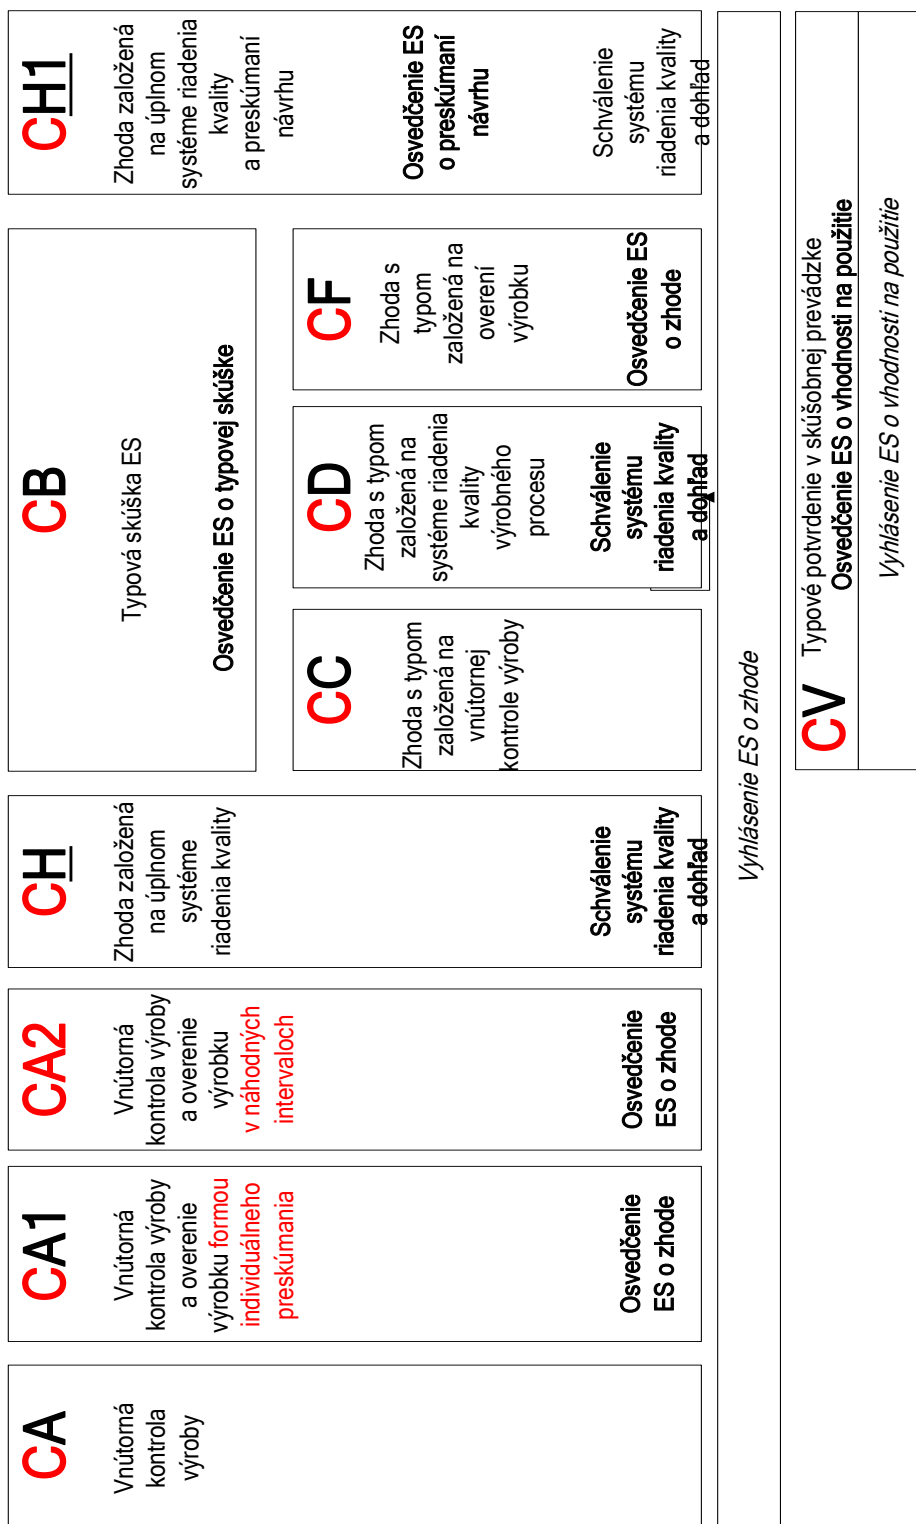 CA
Vnútorná
kontrola
výroby
CA1
Vnútorná
kontrola výroby
a overenie
výrobku formou
individuálneho
preskúmania
Osvedčenie
ES o zhode
CA2
Vnútorná
kontrola výroby
a overenie
výrobku
v náhodných
intervaloch
Osvedčenie
ES o zhode
CH
Zhoda založená
na úplnom
systéme
riadenia kvality
Schválenie
systému
riadenia kvality
a dohľad
CB
Typová skúška ES
Osvedčenie ES o typovej skúške
CC
Zhoda s typom
založená na
vnútornej
kontrole výroby
CD
Zhoda s typom
založená na
systéme riadenia
kvality
výrobného
procesu
Schválenie
systému
riadenia kvality
a dohľad
CF
Zhoda s
typom
založená na
overení
výrobku
Osvedčenie ES
o zhode
CH1
Zhoda založená
na úplnom
systéme riadenia
kvality
a preskúmaní
návrhu
Osvedčenie ES
o preskúmaní
návrhu
Schválenie
systému
riadenia kvality
a dohľad
Vyhlásenie ES o zhode
CV Typové potvrdenie v skúšobnej prevádzke
Osvedčenie ES o vhodnosti na použitie
Vyhlásenie ES o vhodnosti na použitie